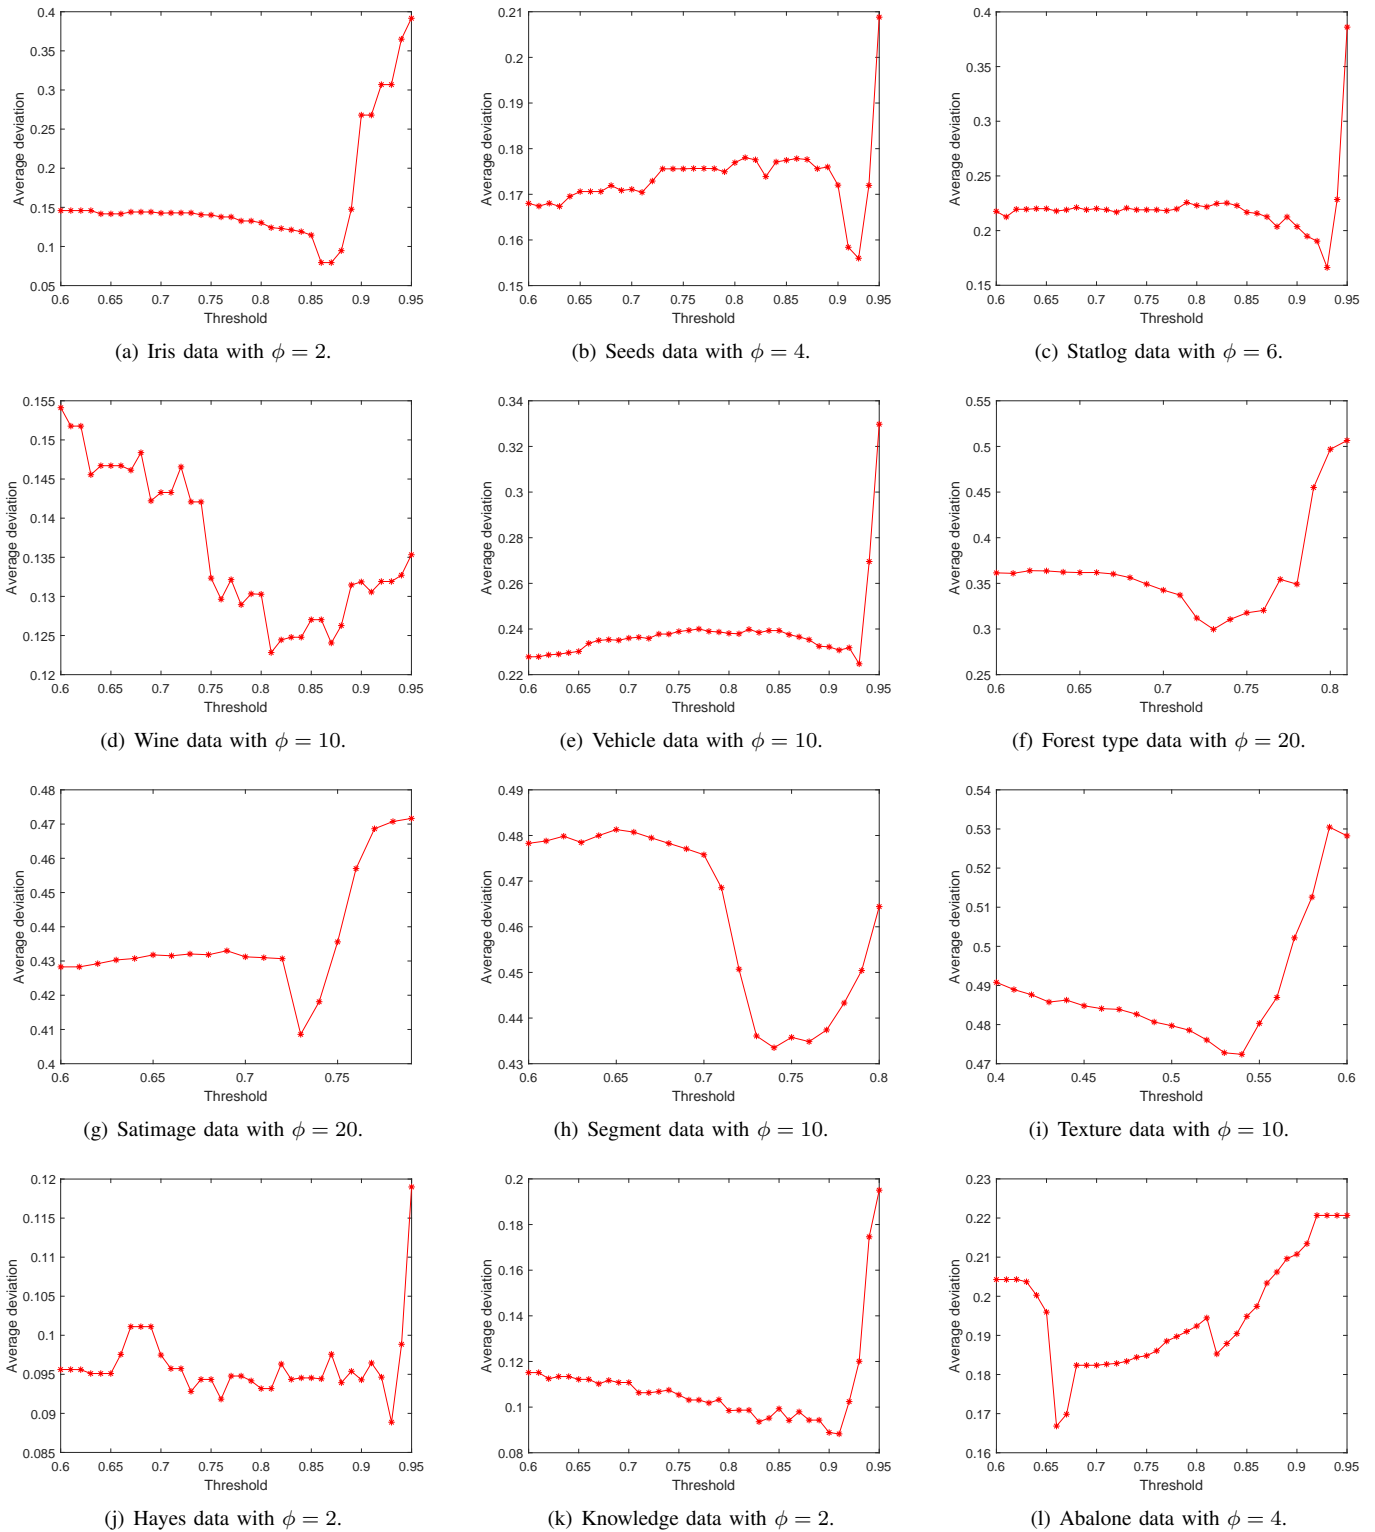 0.4
0.35
0.3
0.25
0.2
0.15
0.1
0.05
Average deviation
0.6 0.65 0.7 0.75 0.8 0.85 0.9 0.95
Threshold
(a) Iris data with ϕ = 2.
0.21
0.2
0.19
0.18
0.17
0.16
0.15
Average deviation
0.6 0.65 0.7 0.75 0.8 0.85 0.9 0.95
Threshold
(b) Seeds data with ϕ = 4.
0.4
0.35
0.3
0.25
0.2
0.15
Average deviation
0.6 0.65 0.7 0.75 0.8 0.85 0.9 0.95
Threshold
(c) Statlog data with ϕ = 6.
0.155
0.15
0.145
0.14
0.135
0.13
0.125
0.12
Average deviation
0.6 0.65 0.7 0.75 0.8 0.85 0.9 0.95
Threshold
(d) Wine data with ϕ = 10.
0.34
0.32
0.3
0.28
0.26
0.24
0.22
Average deviation
0.6 0.65 0.7 0.75 0.8 0.85 0.9 0.95
Threshold
(e) Vehicle data with ϕ = 10.
0.55
0.5
0.45
0.4
0.35
0.3
0.25
Average deviation
0.6 0.65 0.7 0.75 0.8
Threshold
(f) Forest type data with ϕ = 20.
0.48
0.47
0.46
0.45
0.44
0.43
0.42
0.41
0.4
Average deviation
0.6 0.65 0.7 0.75
Threshold
(g) Satimage data with ϕ = 20.
0.49
0.48
0.47
0.46
0.45
0.44
0.43
Average deviation
0.6 0.65 0.7 0.75 0.8
Threshold
(h) Segment data with ϕ = 10.
0.54
0.53
0.52
0.51
0.5
0.49
0.48
0.47
Average deviation
0.4 0.45 0.5 0.55 0.6
Threshold
(i) Texture data with ϕ = 10.
0.12
0.115
0.11
0.105
0.1
0.095
0.09
0.085
Average deviation
0.6 0.65 0.7 0.75 0.8 0.85 0.9 0.95
Threshold
(j) Hayes data with ϕ = 2.
0.2
0.18
0.16
0.14
0.12
0.1
0.08
Average deviation
0.6 0.65 0.7 0.75 0.8 0.85 0.9 0.95
Threshold
(k) Knowledge data with ϕ = 2.
0.23
0.22
0.21
0.2
0.19
0.18
0.17
0.16
Average deviation
0.6 0.65 0.7 0.75 0.8 0.85 0.9 0.95
Threshold
(l) Abalone data with ϕ = 4.